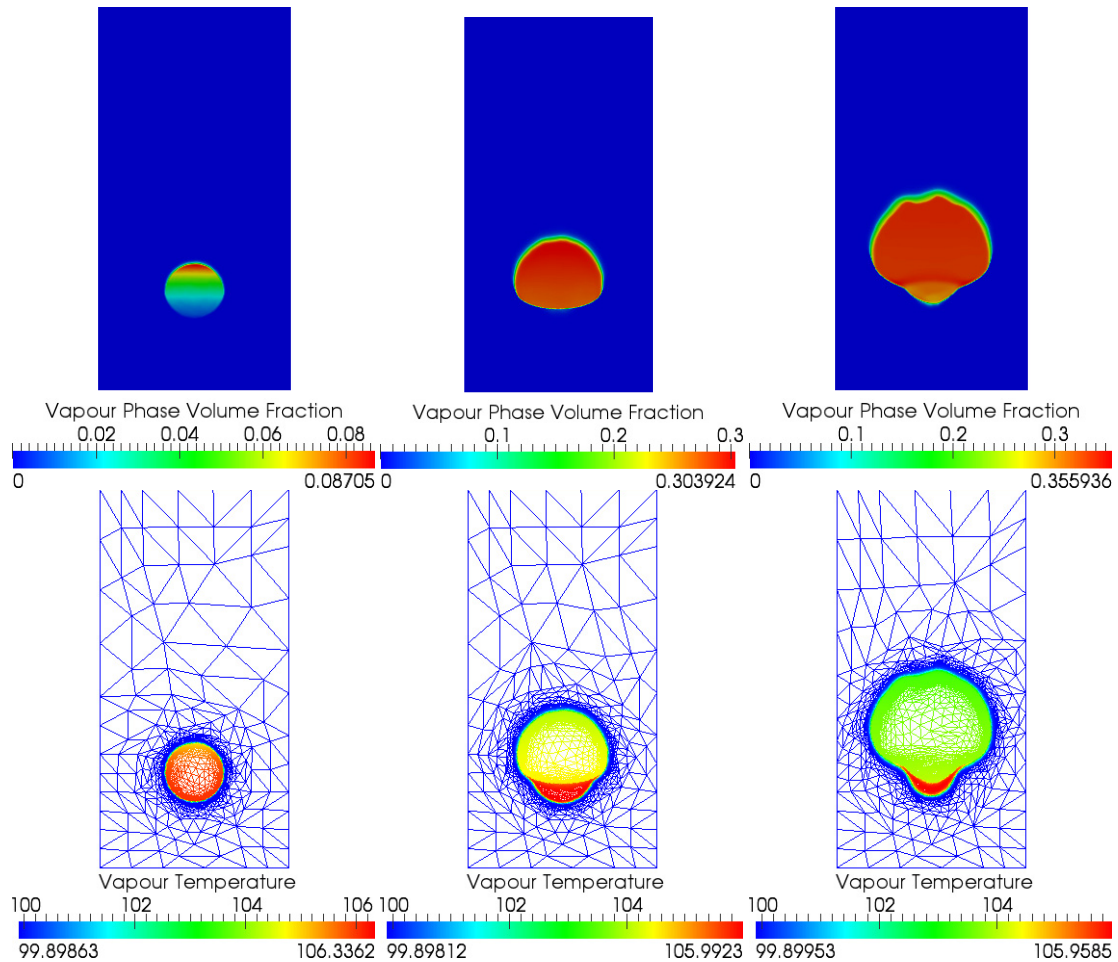 Vapour Phase Volume Fraction
0.02 0.04 0.06 0.08
0 0.08705
Vapour Phase Volume Fraction
0.1 0.2 0.3
0 0.303924
Vapour Phase Volume Fraction
0.1 0.2 0.3
0 0.355936
Vapour Temperature
100 102 104 106
99.89863 106.3362
Vapour Temperature
100 102 104
99.89812 105.9923
Vapour Temperature
100 102 104
99.89953 105.9585